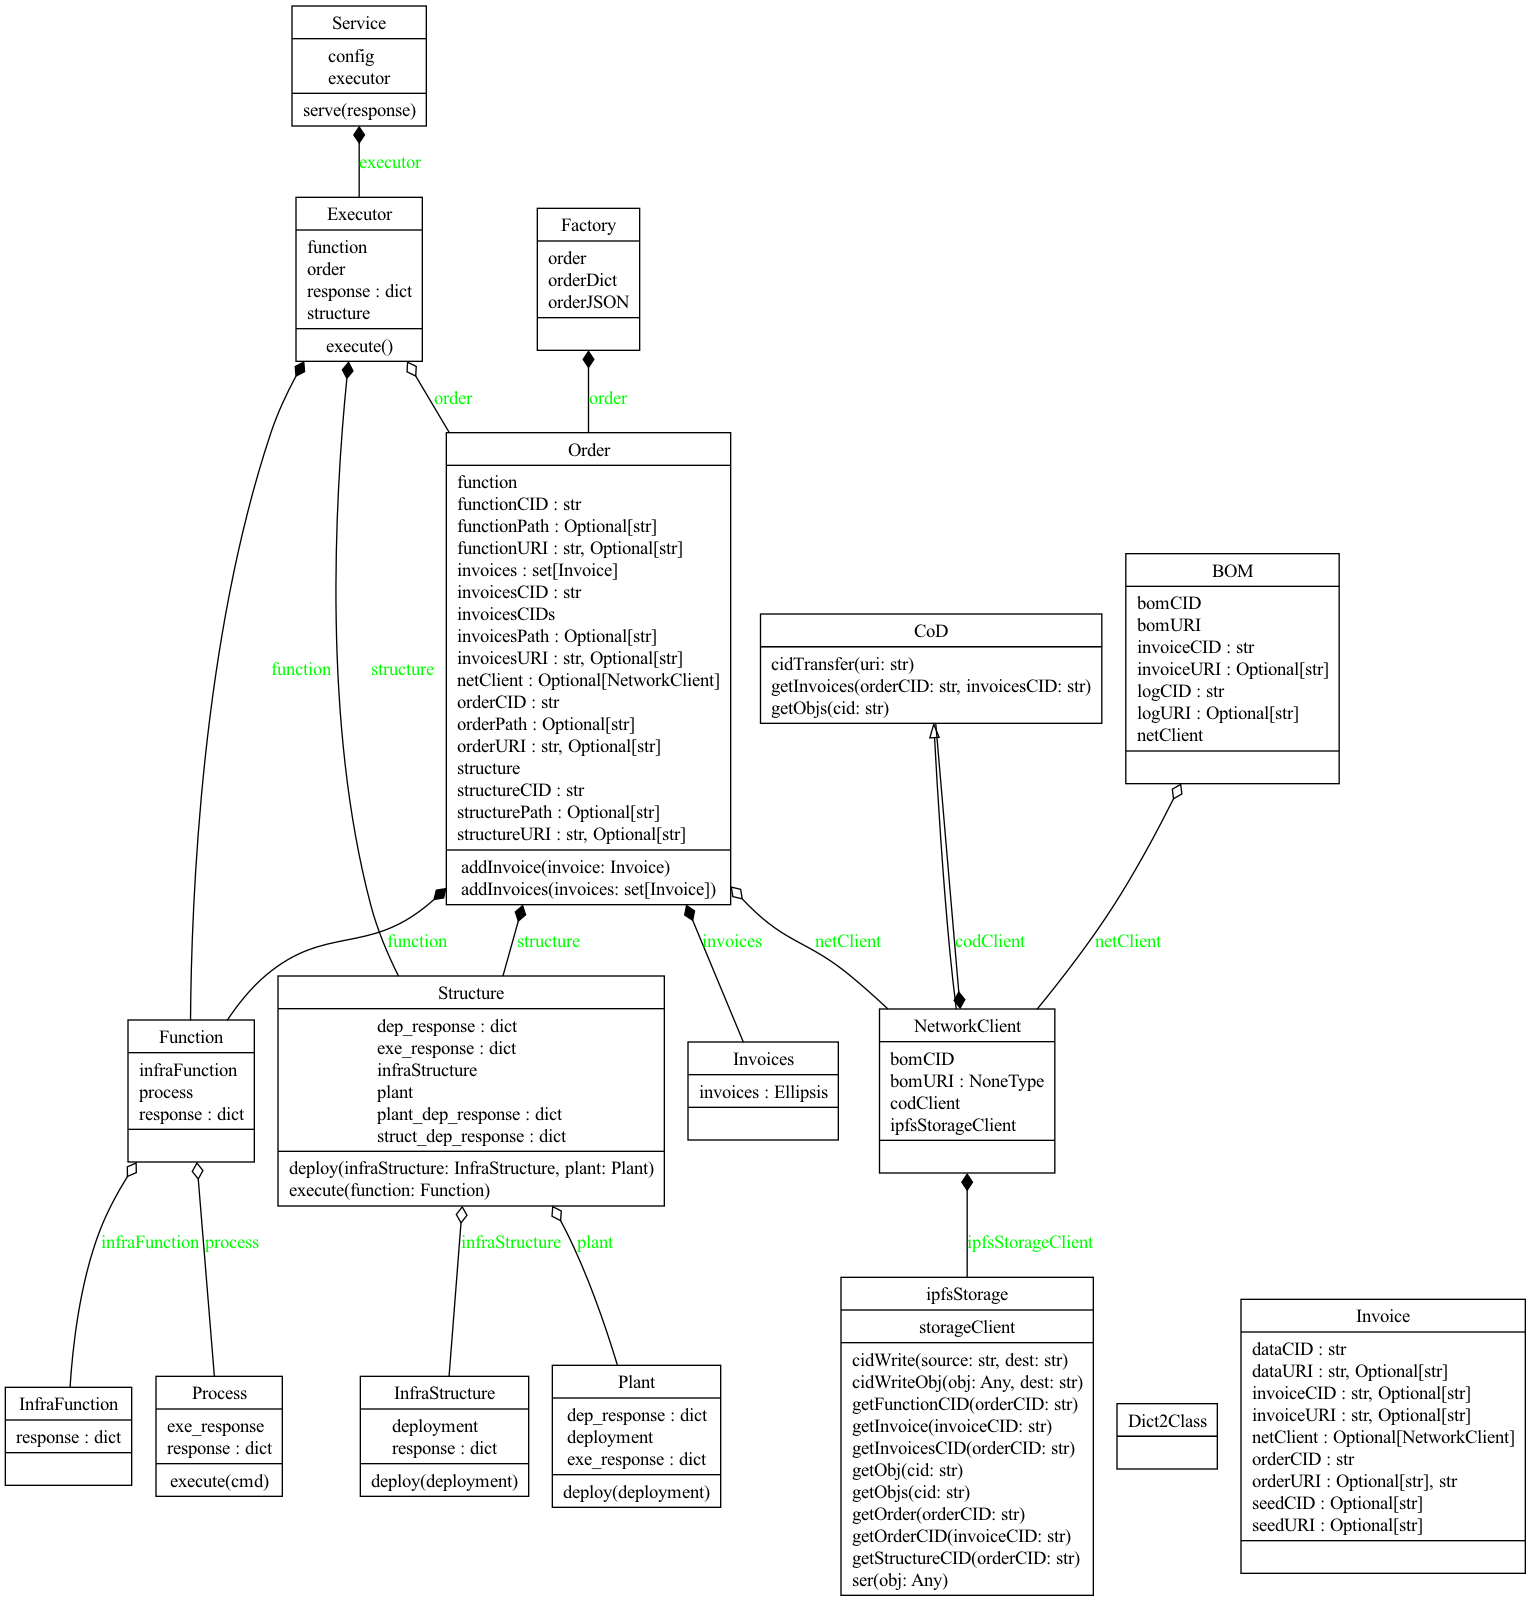 Service
config
executor
serve(response)
executor
Executor
function
order
response : dict
structure
execute()
Factory
order
orderDict
orderJSON
order
order
Order
function
functionCID : str
functionPath : Optional[str]
functionURI : str, Optional[str]
invoices : set[Invoice]
invoicesCID : str
invoicesCIDs
invoicesPath : Optional[str]
invoicesURI : str, Optional[str]
netClient : Optional[NetworkClient]
orderCID : str
orderPath : Optional[str]
orderURI : str, Optional[str]
structure
structureCID : str
structurePath : Optional[str]
structureURI : str, Optional[str]
addInvoice(invoice: Invoice)
addInvoices(invoices: set[Invoice])
function
structure
CoD
cidTransfer(uri: str)
getInvoices(orderCID: str, invoicesCID: str)
getObjs(cid: str)
BOM
bomCID
bomURI
invoiceCID : str
invoiceURI : Optional[str]
logCID : str
logURI : Optional[str]
netClient
function
structure
invoices
netClient
codClient
netClient
Function
infraFunction
process
response : dict
Structure
dep_response : dict
exe_response : dict
infraStructure
plant
plant_dep_response : dict
struct_dep_response : dict
deploy(infraStructure: InfraStructure, plant: Plant)
execute(function: Function)
Invoices
invoices : Ellipsis
NetworkClient
bomCID
bomURI : NoneType
codClient
ipfsStorageClient
infraFunction
process
infraStructure
plant
ipfsStorageClient
InfraFunction
response : dict
Process
exe_response
response : dict
execute(cmd)
InfraStructure
deployment
response : dict
deploy(deployment)
Plant
dep_response : dict
deployment
exe_response : dict
deploy(deployment)
ipfsStorage
storageClient
cidWrite(source: str, dest: str)
cidWriteObj(obj: Any, dest: str)
getFunctionCID(orderCID: str)
getInvoice(invoiceCID: str)
getInvoicesCID(orderCID: str)
getObj(cid: str)
getObjs(cid: str)
getOrder(orderCID: str)
getOrderCID(invoiceCID: str)
getStructureCID(orderCID: str)
ser(obj: Any)
Dict2Class
Invoice
dataCID : str
dataURI : str, Optional[str]
invoiceCID : str, Optional[str]
invoiceURI : str, Optional[str]
netClient : Optional[NetworkClient]
orderCID : str
orderURI : Optional[str], str
seedCID : Optional[str]
seedURI : Optional[str]